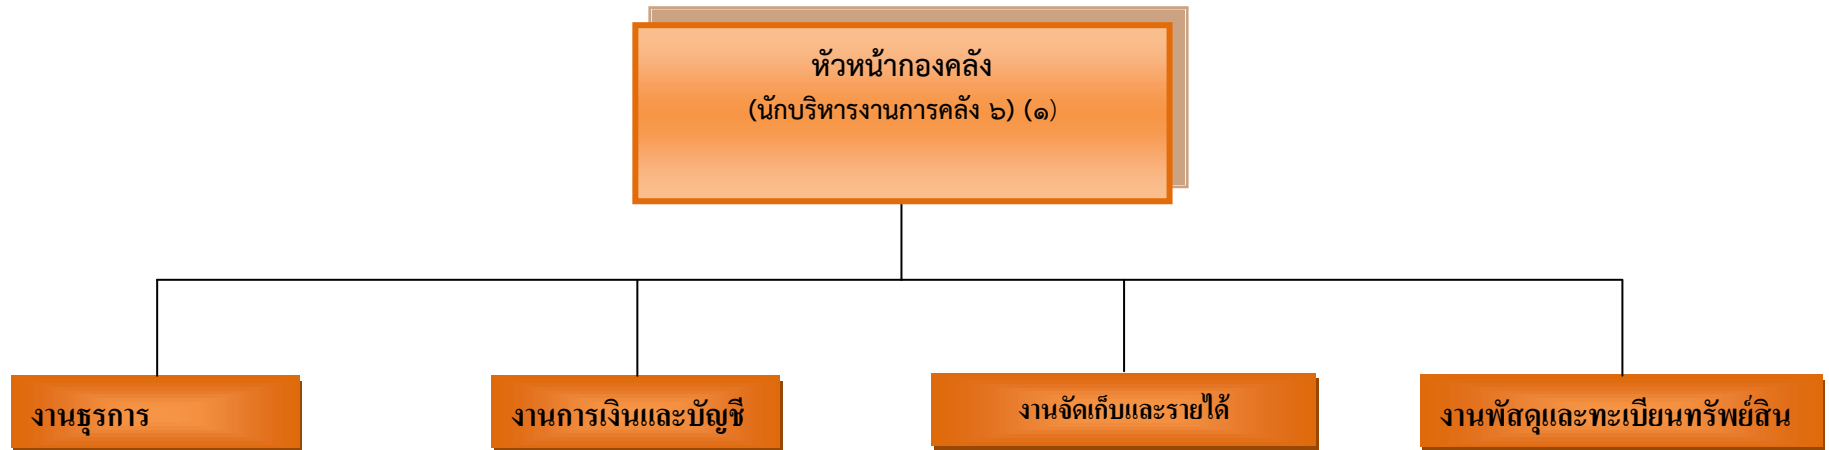 หัวหน้ากองคลัง
(นักบริหารงานการคลัง ๖) (๑)
งานธุรการ
งานการเงินและบัญชี
งานจัดเก็บและรายได้
งานพัสดุและทะเบียนทรัพย์สิน